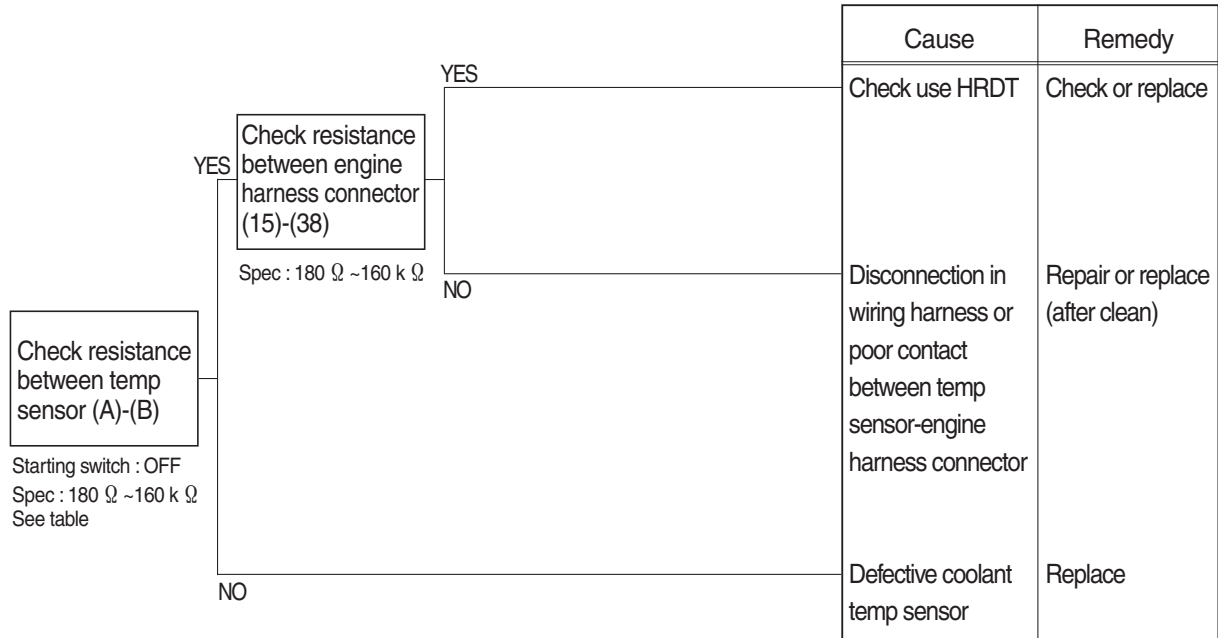 Check resistance
between temp
sensor (A)-(B)
Starting switch : OFF
Spec : 180 Ω ~160 k Ω
See table
YES
NO
Check resistance
between engine
harness connector
(15)-(38)
Spec : 180 Ω ~160 k Ω
YES
NO
Cause Remedy
Check use HRDT Check or replace
Disconnection in Repair or replace
wiring harness or (after clean)
poor contact
between temp
sensor-engine
harness connector
Defective coolant Replace
temp sensor